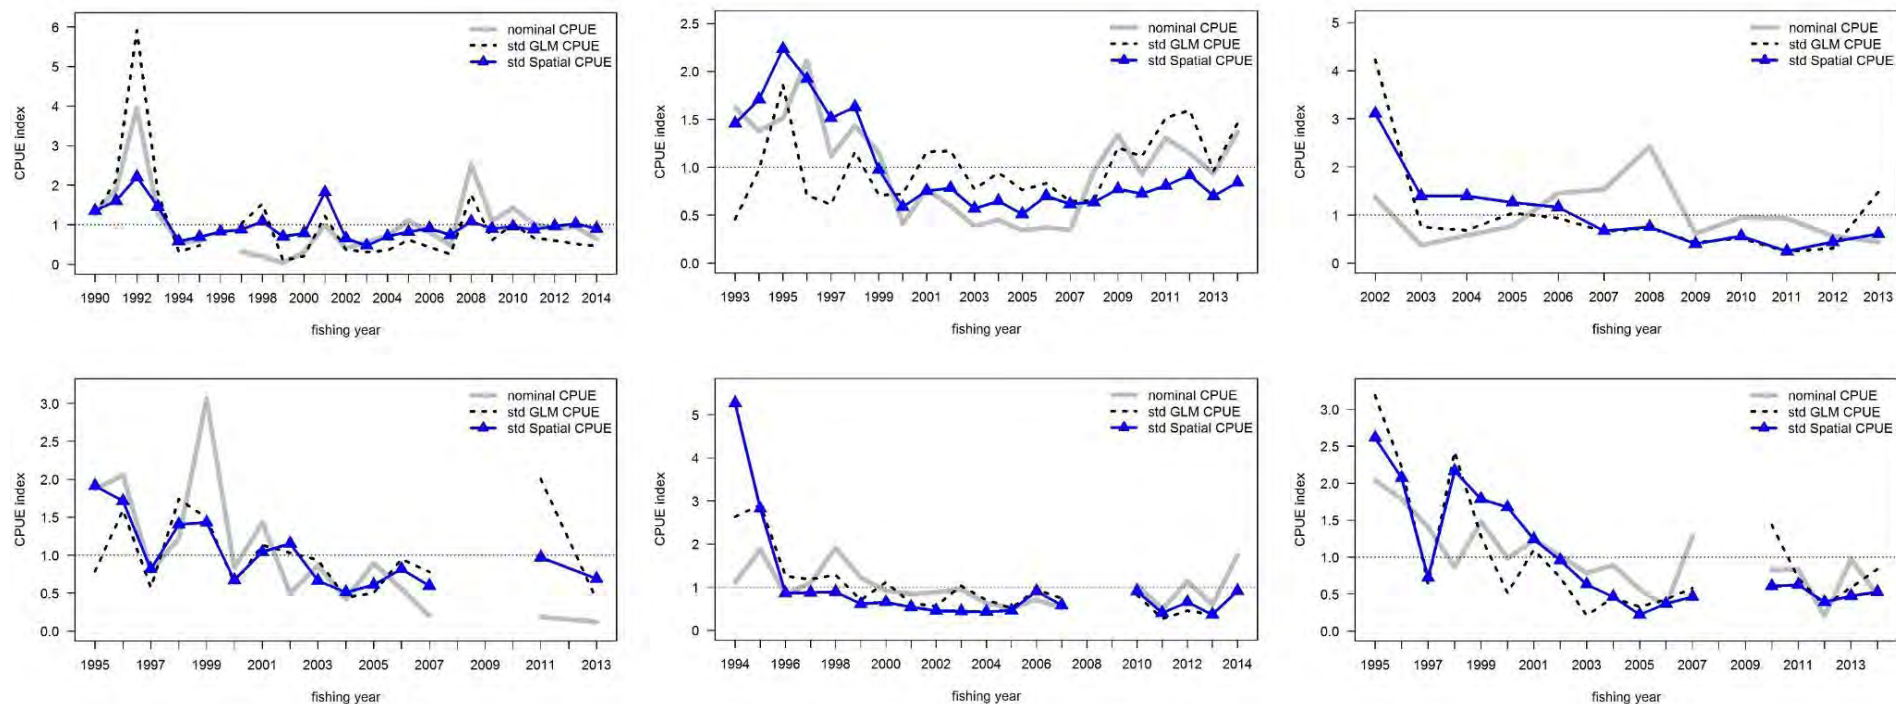 nominal CPUE
std GLM CPUE
std Spatial CPUE
CPUE index
6
5
4
3
2
1
0
1990 1992 1994 1996 1998 2000 2002 2004 2006 2008 2010 2012 2014
fishing year
nominal CPUE
std GLM CPUE
std Spatial CPUE
CPUE index
2.5
2.0
1.5
1.0
0.5
0.0
1993 1995 1997 1999 2001 2003 2005 2007 2009 2011 2013
fishing year
nominal CPUE
std GLM CPUE
std Spatial CPUE
CPUE index
5
4
3
2
1
0
2002 2003 2004 2005 2006 2007 2008 2009 2010 2011 2012 2013
fishing year
nominal CPUE
std GLM CPUE
std Spatial CPUE
CPUE index
3.0
2.5
2.0
1.5
1.0
0.5
0.0
1995 1997 1999 2001 2003 2005 2007 2009 2011 2013
fishing year
nominal CPUE
std GLM CPUE
std Spatial CPUE
CPUE index
5
4
3
2
1
0
1994 1996 1998 2000 2002 2004 2006 2008 2010 2012 2014
fishing year
nominal CPUE
std GLM CPUE
std Spatial CPUE
CPUE index
3.0
2.5
2.0
1.5
1.0
0.5
0.0
1995 1997 1999 2001 2003 2005 2007 2009 2011 2013
fishing year